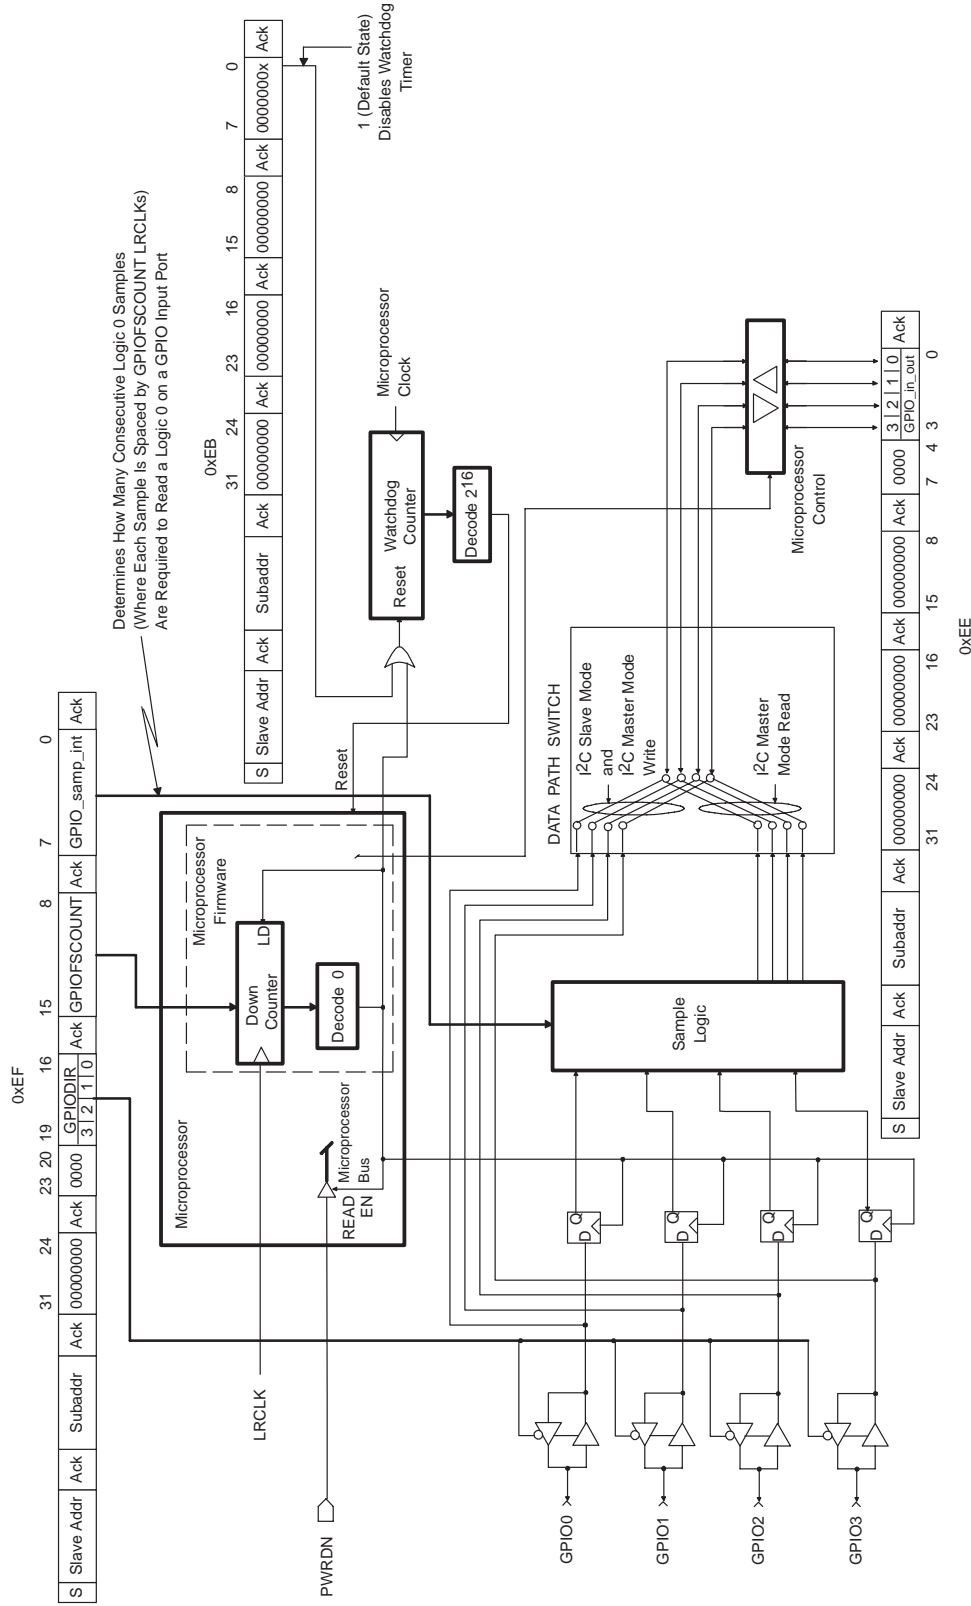 0xEF
S | Slave Addr | Ack | Subaddr | Ack | 00000000 | Ack | 0000 | GPIODIR 3 | 2 | 1 | 0 | Ack | GPIOFSCOUNT | Ack | GPIO_samp_int | Ack
31 24 23 20 19 16 15 8 7 0
Determines How Many Consecutive Logic 0 Samples
(Where Each Sample Is Spaced by GPIOFSCOUNT LRCLKs)
Are Required to Read a Logic 0 on a GPIO Input Port
0xEB
31 24 23 16 15 8 7 0
S | Slave Addr | Ack | Subaddr | Ack | 00000000 | Ack | 00000000 | Ack | 00000000 | Ack | 0000000x | Ack
1 (Default State)
Disables Watchdog
Timer
Microprocessor
Microprocessor
Firmware
Down
Counter
LD
Decode 0
Microprocessor
Bus
READ
EN
LRCLK
PWRDN
Reset
Reset
Watchdog
Counter
Microprocessor
Clock
Decode 2^16
DATA PATH SWITCH
I2C Slave Mode
and
I2C Master Mode
Write
I2C Master
Mode Read
Sample
Logic
Microprocessor
Control
D Q
D Q
D Q
D Q
GPIO0
GPIO1
GPIO2
GPIO3
S | Slave Addr | Ack | Subaddr | Ack | 00000000 | Ack | 00000000 | Ack | 00000000 | Ack | 0000 | 3 | 2 | 1 | 0 GPIO_in_out | Ack
31 24 23 16 15 8 7 4 3 0
0xEE